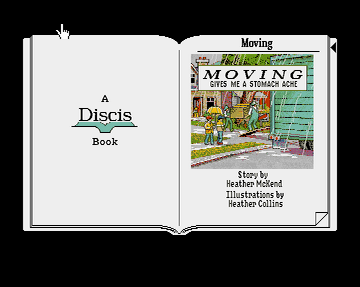 A
Discis
Book
Moving
MOVING
GIVES ME A STOMACH ACHE
Story by
Heather McKend
Illustrations by
Heather Collins